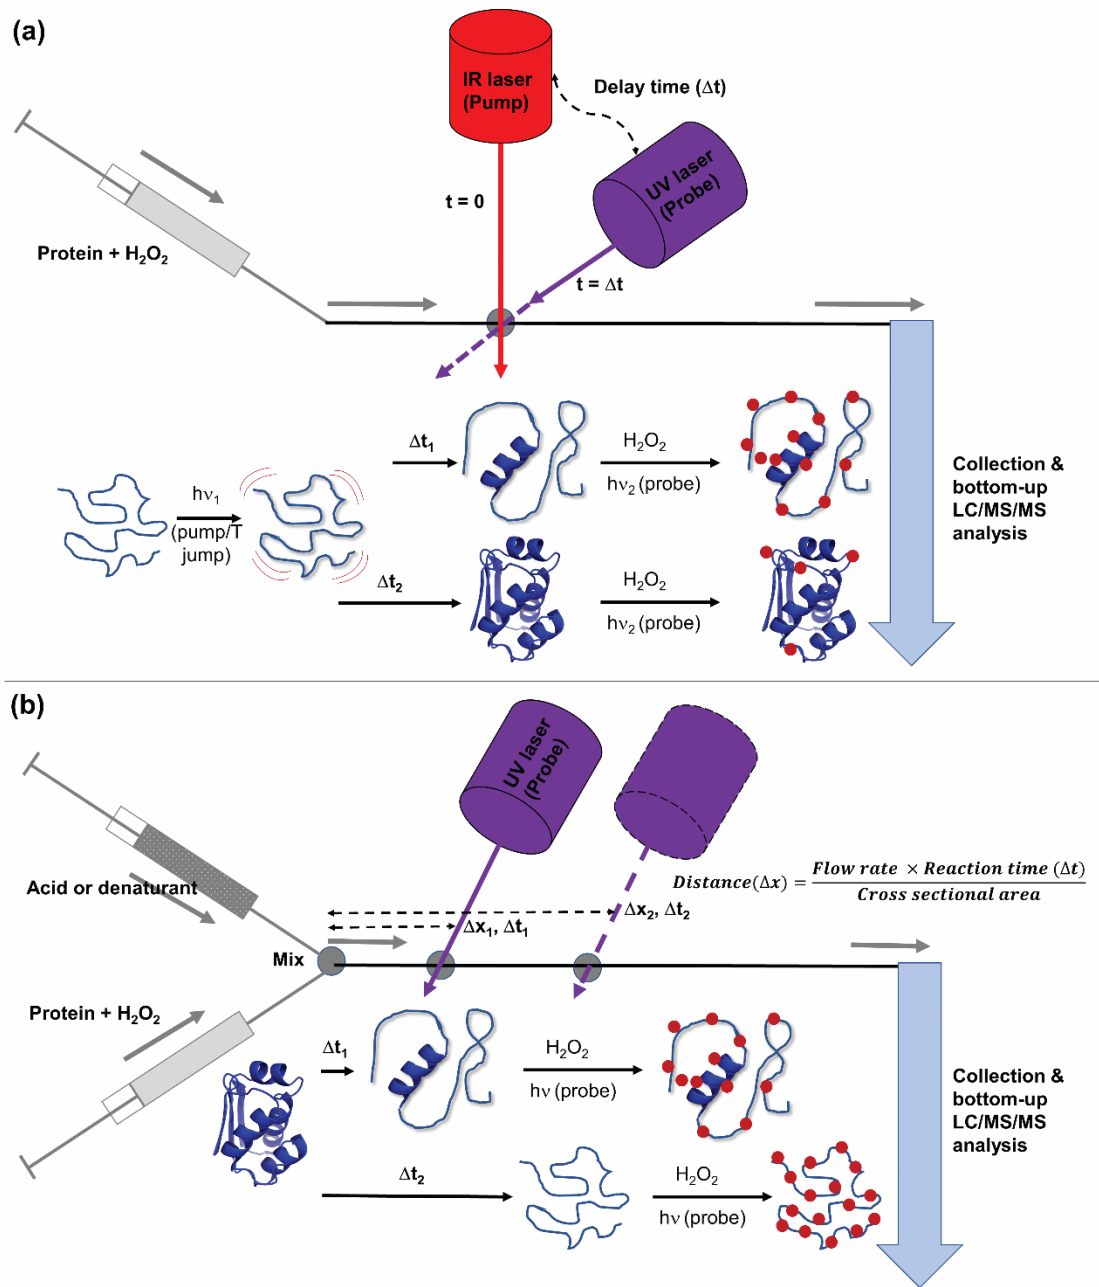 (a)
IR laser
(Pump)
Delay time (Δt)
UV laser
(Probe)
t = 0
Protein + H₂O₂
t = Δt
Δt₁
H₂O₂
hν₂ (probe)
hν₁
(pump/T
jump)
Δt₂
H₂O₂
hν₂ (probe)
Collection &
bottom-up
LC/MS/MS
analysis
(b)
UV laser
(Probe)
Acid or denaturant
Distance(Δx) = Flow rate × Reaction time (Δt)
Cross sectional area
Δx₂, Δt₂
Δx₁, Δt₁
Mix
Protein + H₂O₂
Δt₁
H₂O₂
hν (probe)
Δt₂
H₂O₂
hν (probe)
Collection &
bottom-up
LC/MS/MS
analysis